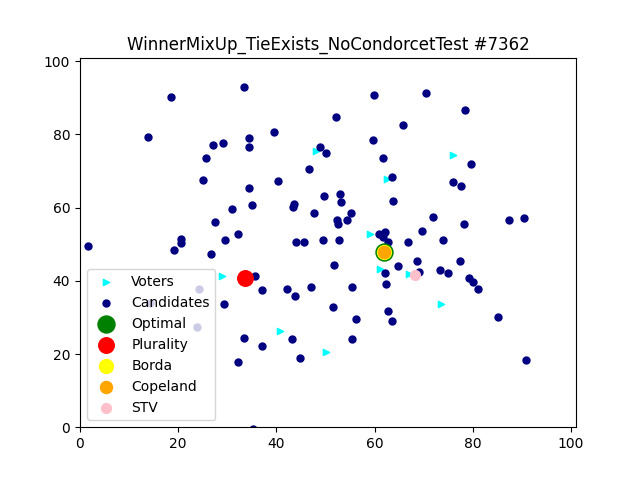 WinnerMixUp_TieExists_NoCondorcetTest #7362
100
80
60
40
20
0
Voters
Candidates
Optimal
Plurality
Borda
Copeland
STV
0 20 40 60 80 100